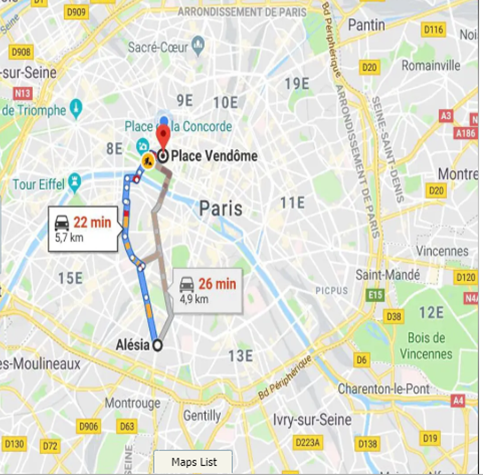 D909
ARRONDISSEMENT DE PARIS
Bd Périphérique
Pantin
D116
D908
Sacré-Cœur
-sur-Seine
D20
Romainville
N13
de Triomphe
9E
10E
19E
A3
A186
Place de la Concorde
8E
Place Vendôme
ARRONDISSEMENT DE PARIS
SEINE-SAINT-DENIS
Montre
Tour Eiffel
D20
Paris
11E
22 min
5,7 km
Vincennes
15E
26 min
4,9 km
Saint-Mandé
D120
PICPUS
E15
N4
D38
12E
Alésia
Bois de
Vincennes
13E
es-Moulineaux
D6
Bd Périphérique
Charenton-le-Pont
Montrouge
Gentilly
Ivry-sur-Seine
A4
D906
D63
D130
D72
D223A
D138
D19
Maps List